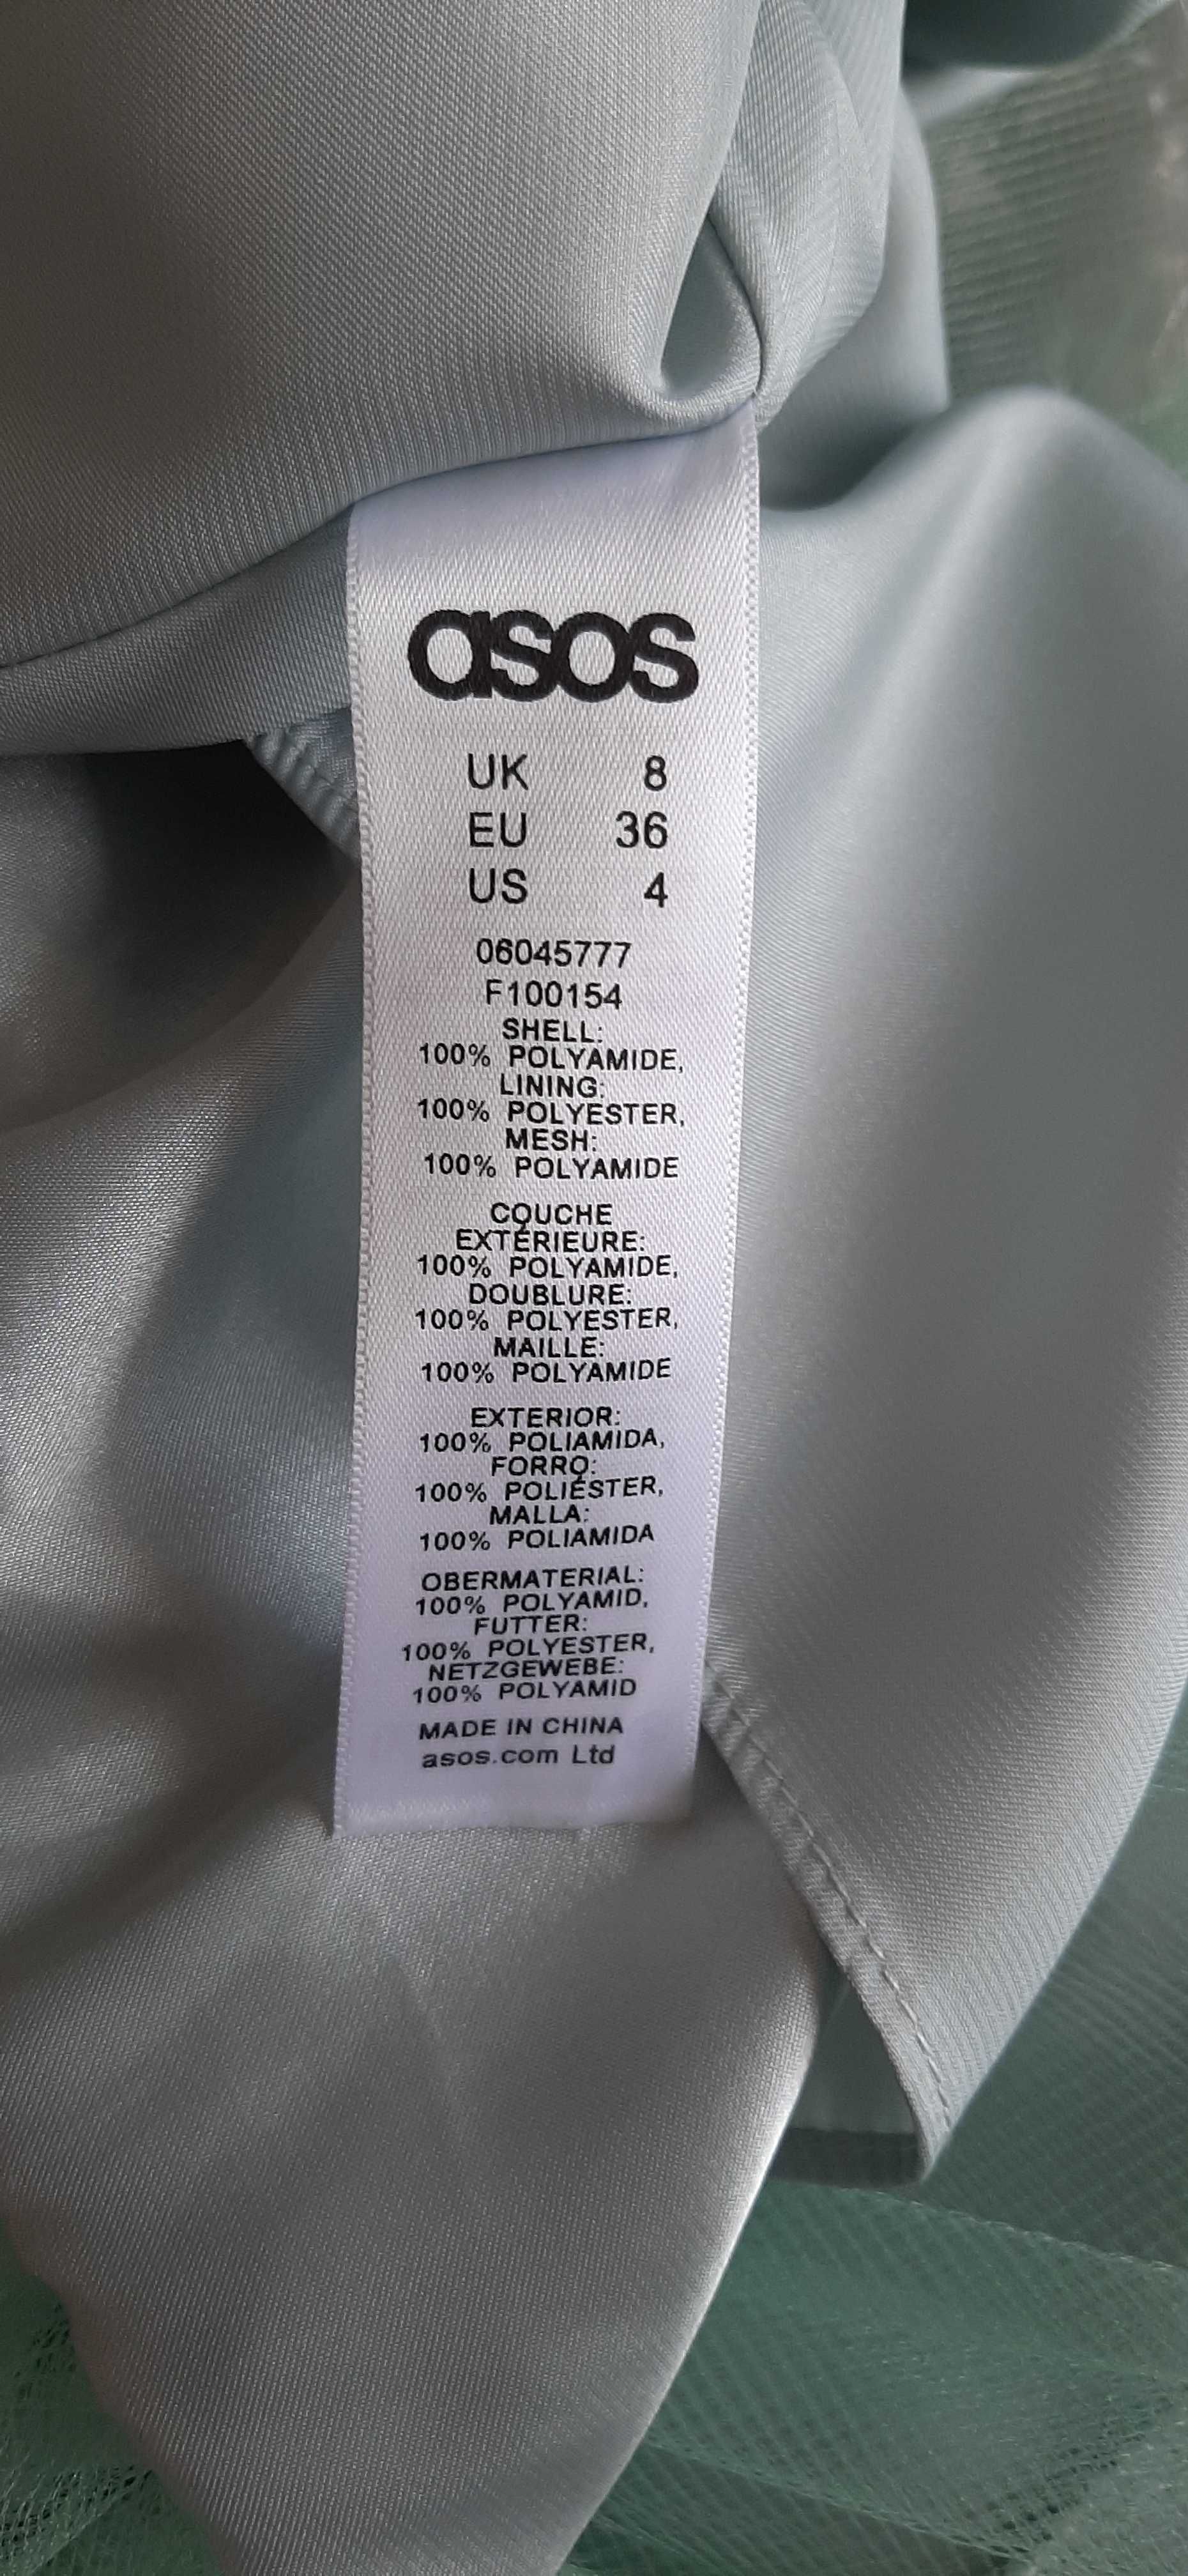 asos
UK 8
EU 36
US 4
06045777
F100154
SHELL:
100% POLYAMIDE,
LINING:
100% POLYESTER,
MESH:
100% POLYAMIDE
COUCHE
EXTÉRIEURE:
100% POLYAMIDE,
DOUBLURE:
100% POLYESTER,
MAILLE:
100% POLYAMIDE
EXTERIOR:
100% POLIAMIDA,
FORRO:
100% POLIÉSTER,
MALLA:
100% POLIAMIDA
OBERMATERIAL:
100% POLYAMID,
FUTTER:
100% POLYESTER,
NETZGEWEBE:
100% POLYAMID
MADE IN CHINA
asos.com Ltd